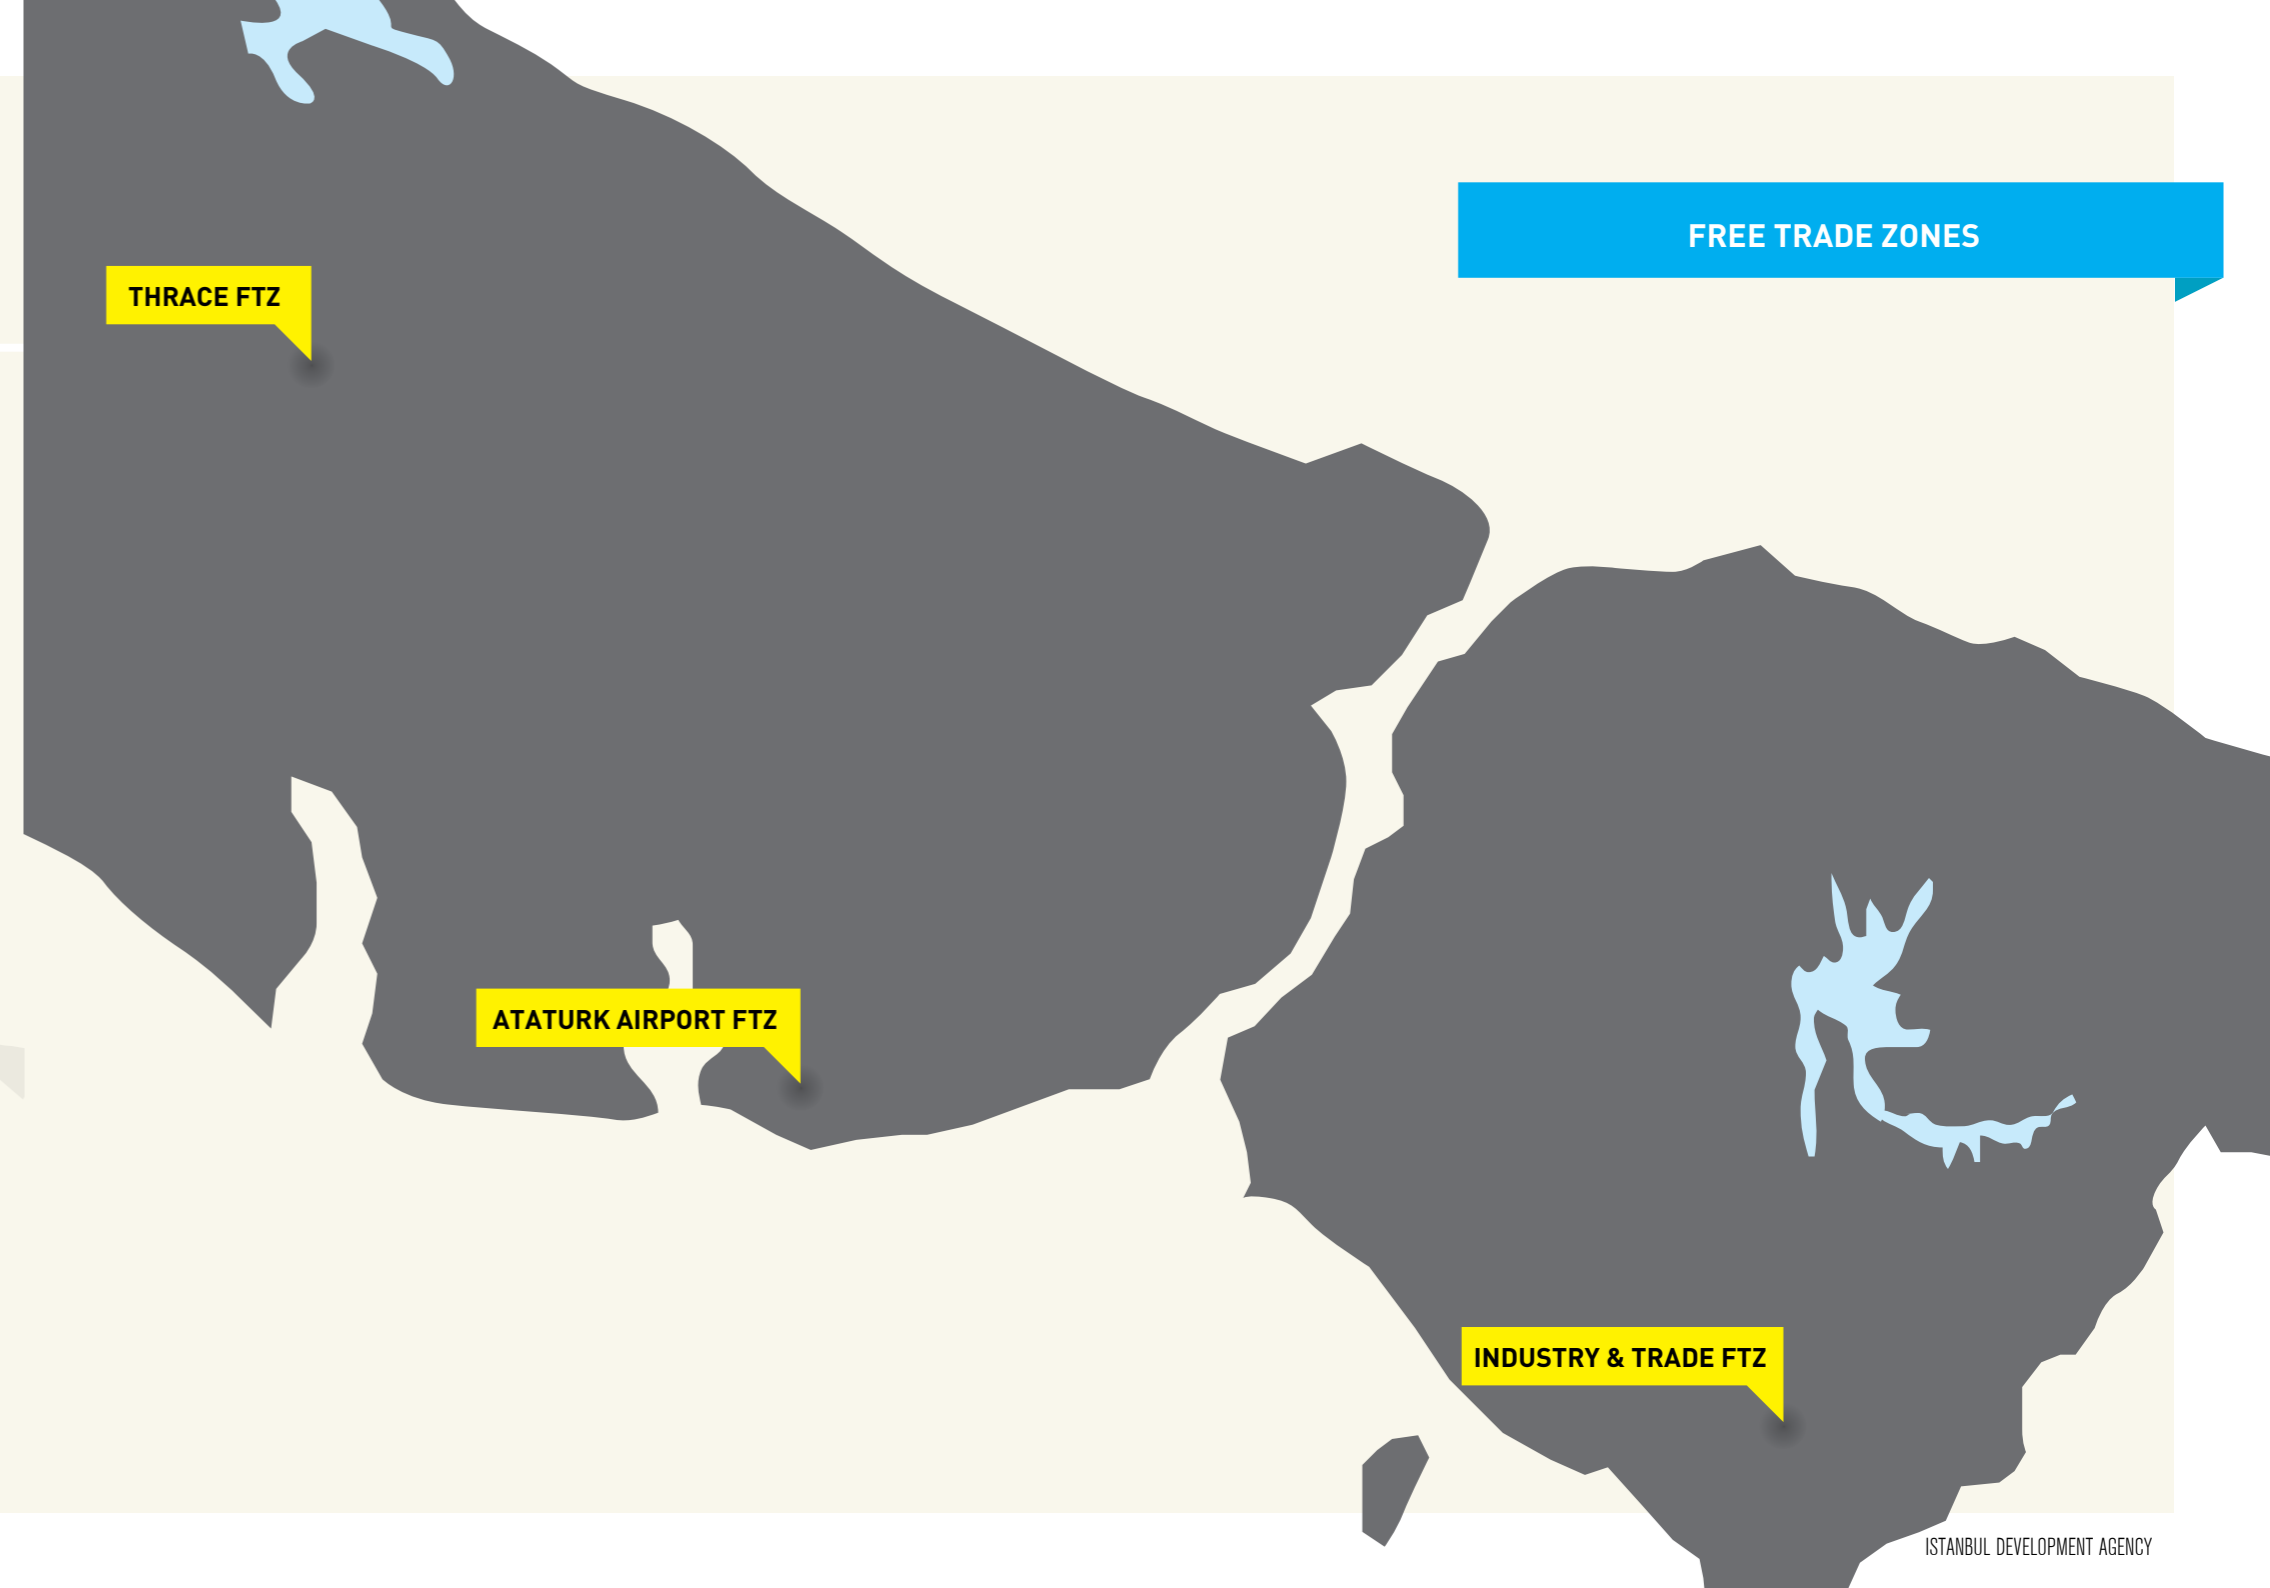 FREE TRADE ZONES
THRACE FTZ
ATATURK AIRPORT FTZ
INDUSTRY & TRADE FTZ
ISTANBUL DEVELOPMENT AGENCY